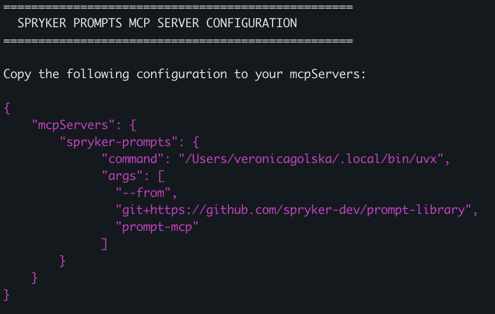 ==================================================
SPRYKER PROMPTS MCP SERVER CONFIGURATION
==================================================
Copy the following configuration to your mcpServers:
{
    "mcpServers": {
        "spryker-prompts": {
              "command": "/Users/veronicagolska/.local/bin/uvx",
              "args": [
                "--from",
                "git+https://github.com/spryker-dev/prompt-library",
                "prompt-mcp"
              ]
        }
    }
}